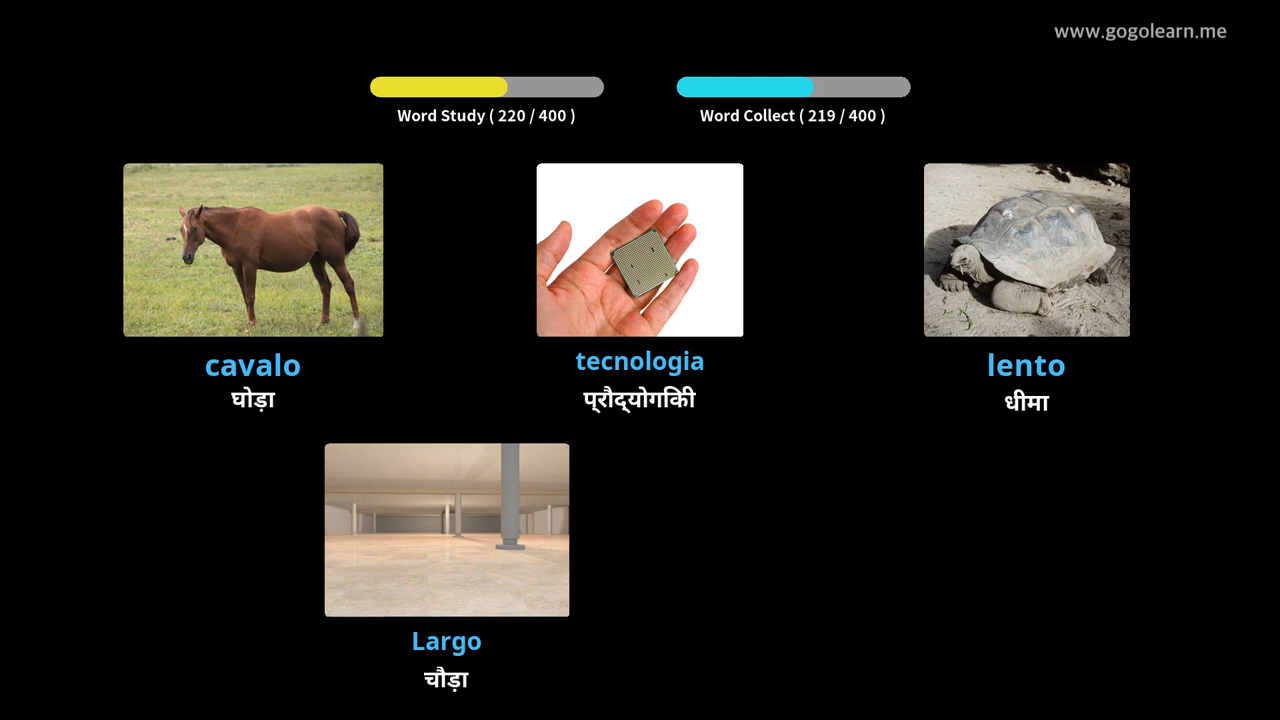 www.gogolearn.me
Word Study ( 220 / 400 )
Word Collect ( 219 / 400 )
cavalo
घोड़ा
tecnologia
प्रौद्योगिकी
lento
धीमा
Largo
चौड़ा